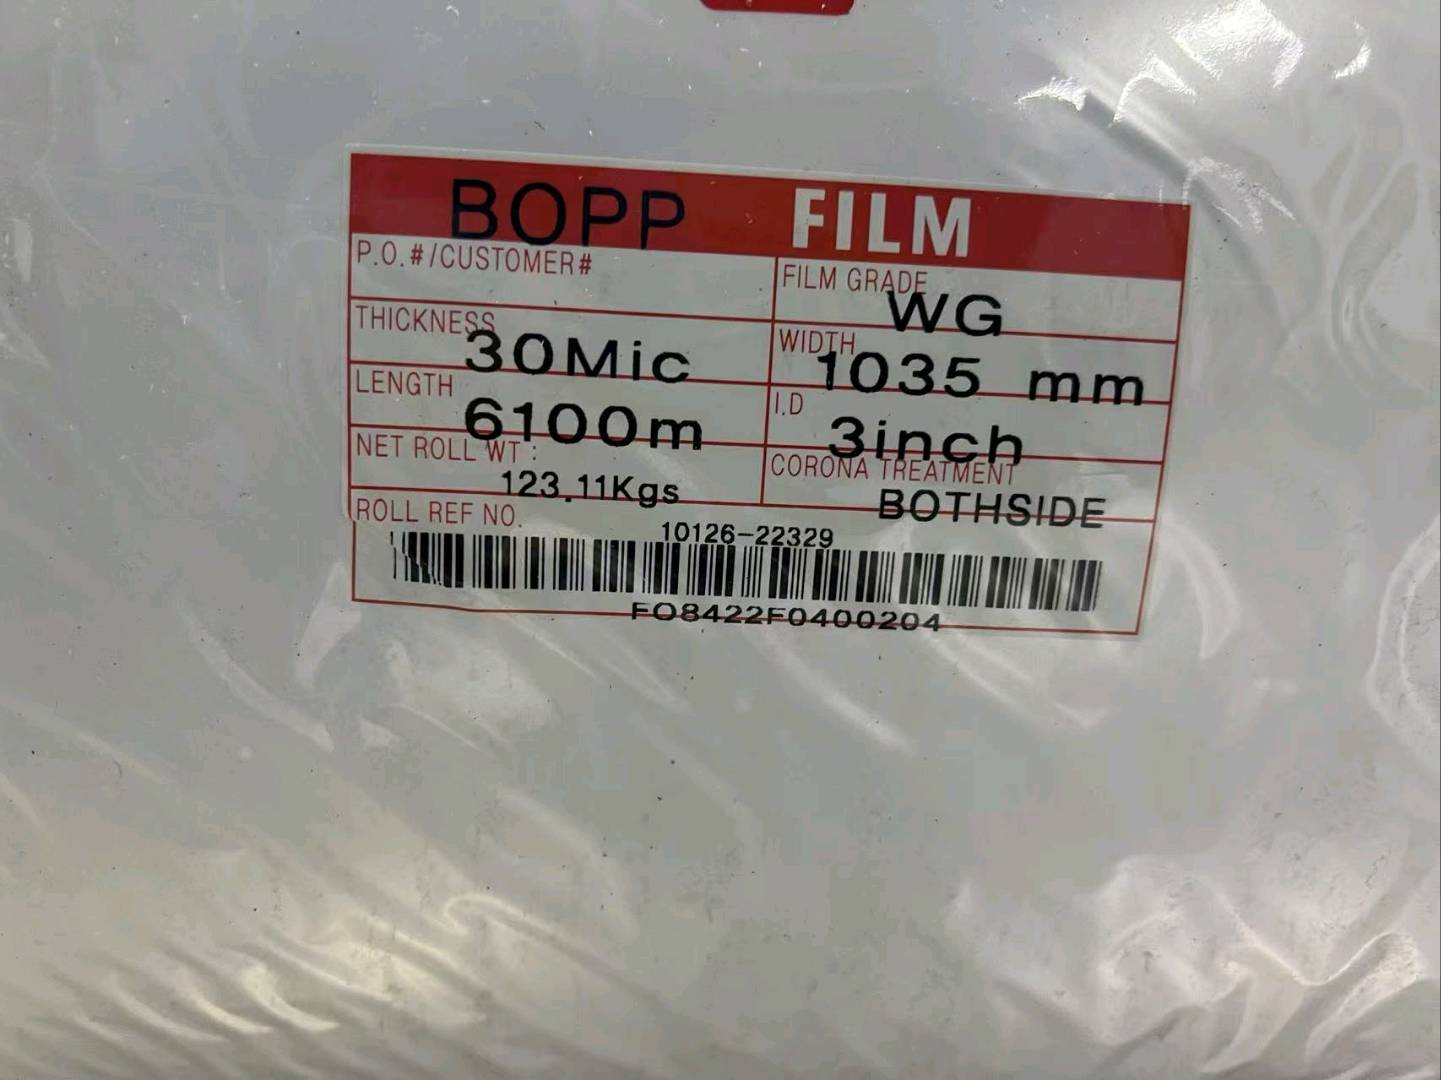 BOPP FILM
P.O.#/CUSTOMER#
FILM GRADE
WG
THICKNESS
30Mic
WIDTH
1035 mm
LENGTH
6100m
I.D
3inch
NET ROLL WT :
123.11Kgs
CORONA TREATMENT
BOTHSIDE
ROLL REF NO.
10126-22329
FO8422F0400204